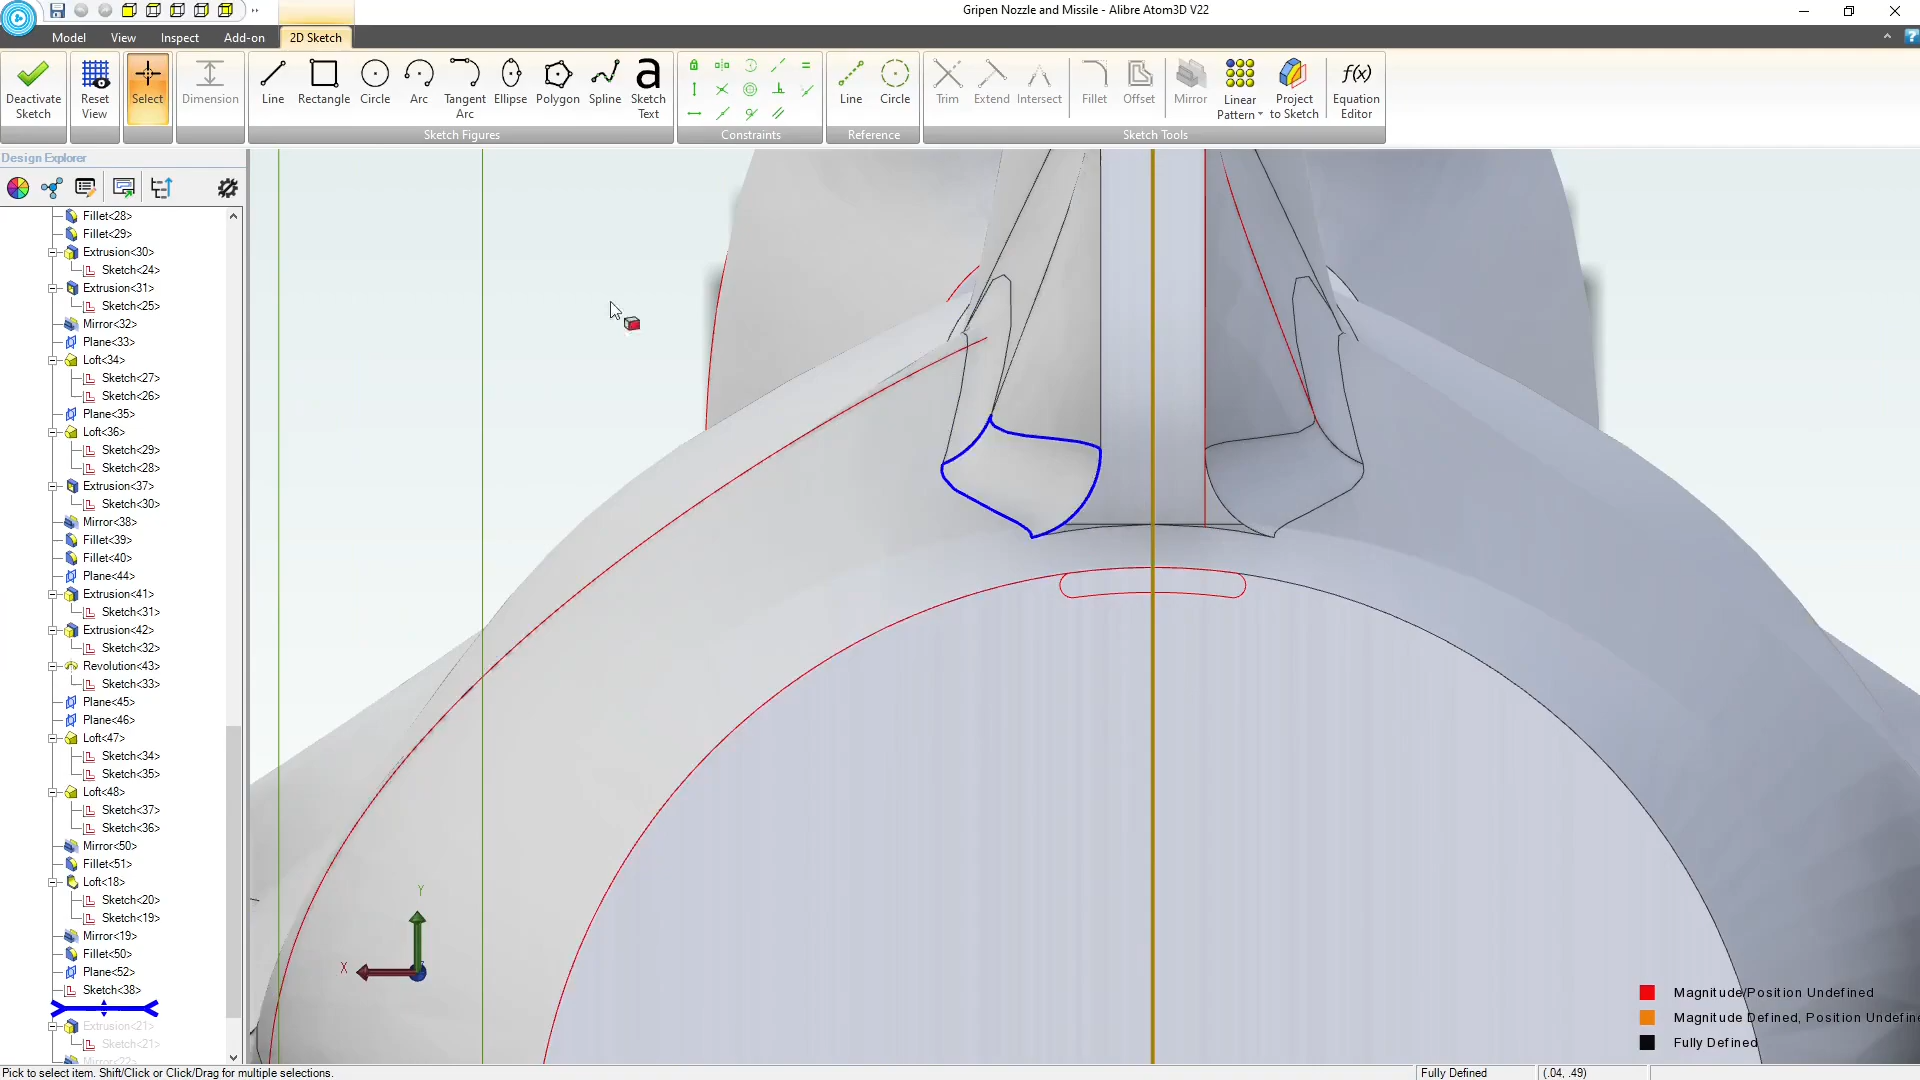 Gripen Nozzle and Missile - Alibre Atom3D V22
Model View Inspect Add-on 2D Sketch
Deactivate Sketch
Reset View
Select
Dimension
Line
Rectangle
Circle
Arc
Tangent Arc
Ellipse
Polygon
Spline
Sketch Text
Line
Circle
Trim
Extend
Intersect
Fillet
Offset
Mirror
Linear Pattern
Project to Sketch
f(x)
Equation Editor
Sketch Figures
Constraints
Reference
Sketch Tools
Design Explorer
Fillet<28>
Fillet<29>
Extrusion<30>
Sketch<24>
Extrusion<31>
Sketch<25>
Mirror<32>
Plane<33>
Loft<34>
Sketch<27>
Sketch<26>
Plane<35>
Loft<36>
Sketch<29>
Sketch<28>
Extrusion<37>
Sketch<30>
Mirror<38>
Fillet<39>
Fillet<40>
Plane<44>
Extrusion<41>
Sketch<31>
Extrusion<42>
Sketch<32>
Revolution<43>
Sketch<33>
Plane<45>
Plane<46>
Loft<47>
Sketch<34>
Sketch<35>
Loft<48>
Sketch<37>
Sketch<36>
Mirror<50>
Fillet<51>
Loft<18>
Sketch<20>
Sketch<19>
Mirror<19>
Fillet<50>
Plane<52>
Sketch<38>
Extrusion<21>
Sketch<21>
Mirror<22>
Y
X
Magnitude/Position Undefined
Magnitude Defined, Position Undefine
Fully Defined
Pick to select item. Shift/Click or Click/Drag for multiple selections.
Fully Defined
(.04, .49)